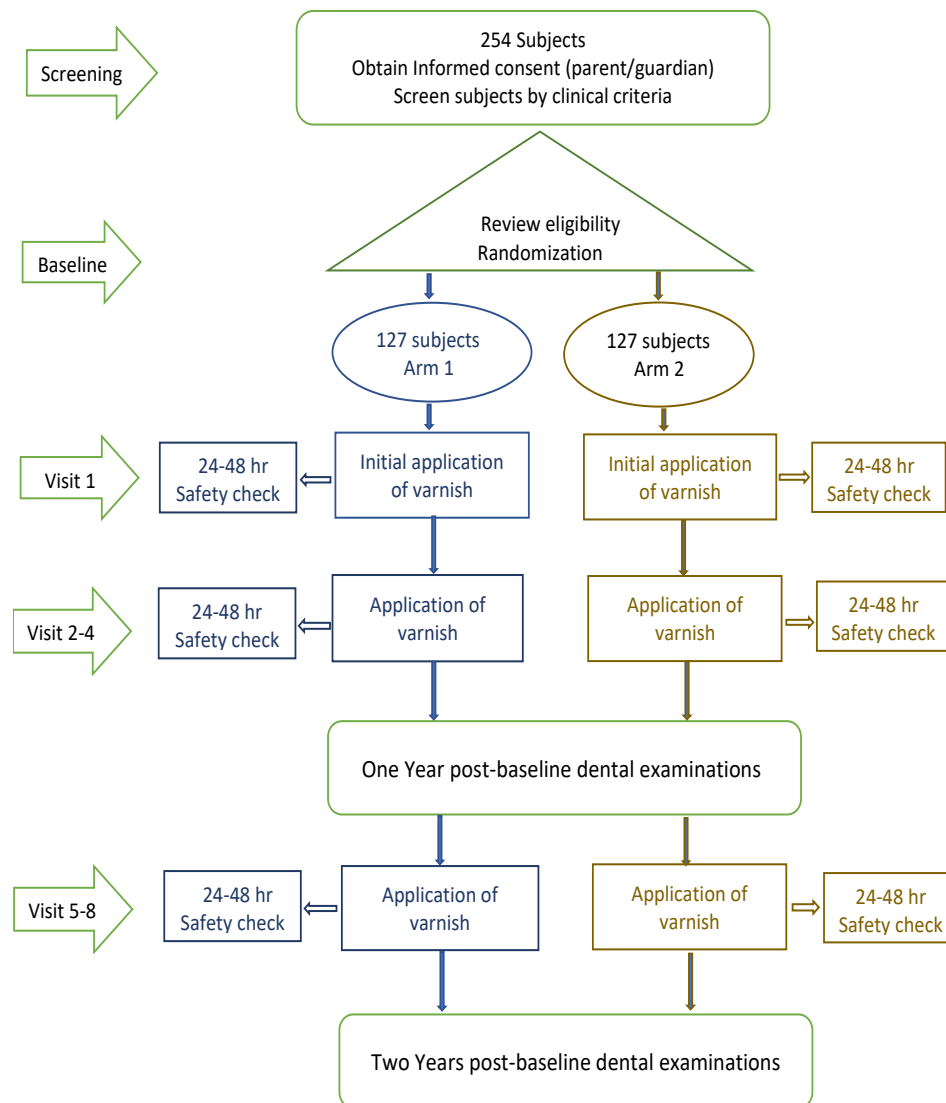 Screening
254 Subjects
Obtain Informed consent (parent/guardian)
Screen subjects by clinical criteria
Baseline
Review eligibility
Randomization
127 subjects
Arm 1
127 subjects
Arm 2
Visit 1
24-48 hr
Safety check
Initial application
of varnish
Initial application
of varnish
24-48 hr
Safety check
Visit 2-4
24-48 hr
Safety check
Application of
varnish
Application of
varnish
24-48 hr
Safety check
One Year post-baseline dental examinations
Visit 5-8
24-48 hr
Safety check
Application of
varnish
Application of
varnish
24-48 hr
Safety check
Two Years post-baseline dental examinations